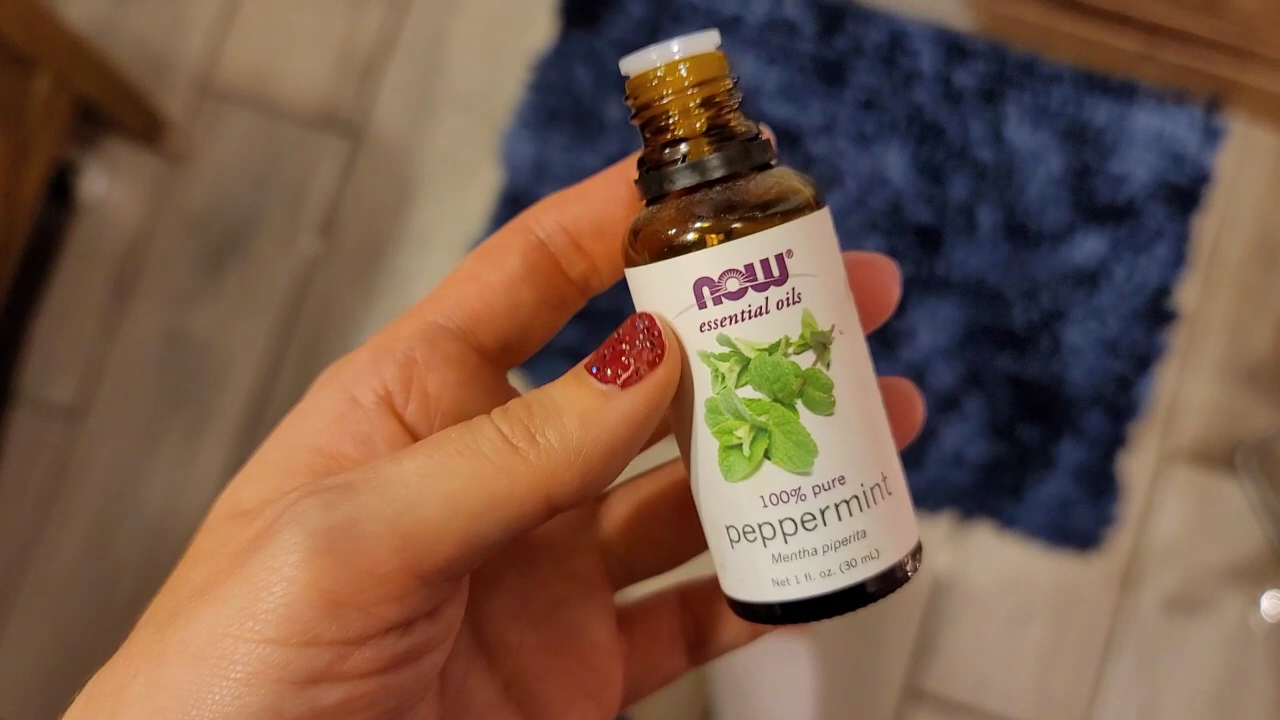 NOW®
essential oils
100% pure
peppermint
Mentha piperita
Net 1 fl. oz. (30 mL)